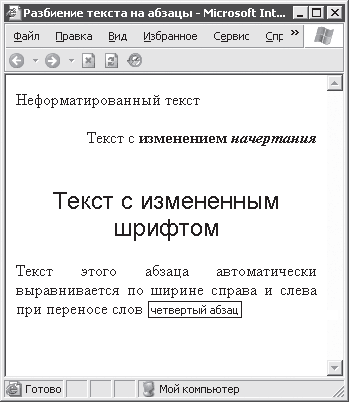 Разбиение текста на абзацы - Microsoft Int...
Файл Правка Вид Избранное Сервис Спр »
Неформатированный текст
Текст с изменением начертания
Текст с измененным
шрифтом
Текст этого абзаца автоматически
выравнивается по ширине справа и слева
при переносе слов четвертый абзац
Готово Мой компьютер